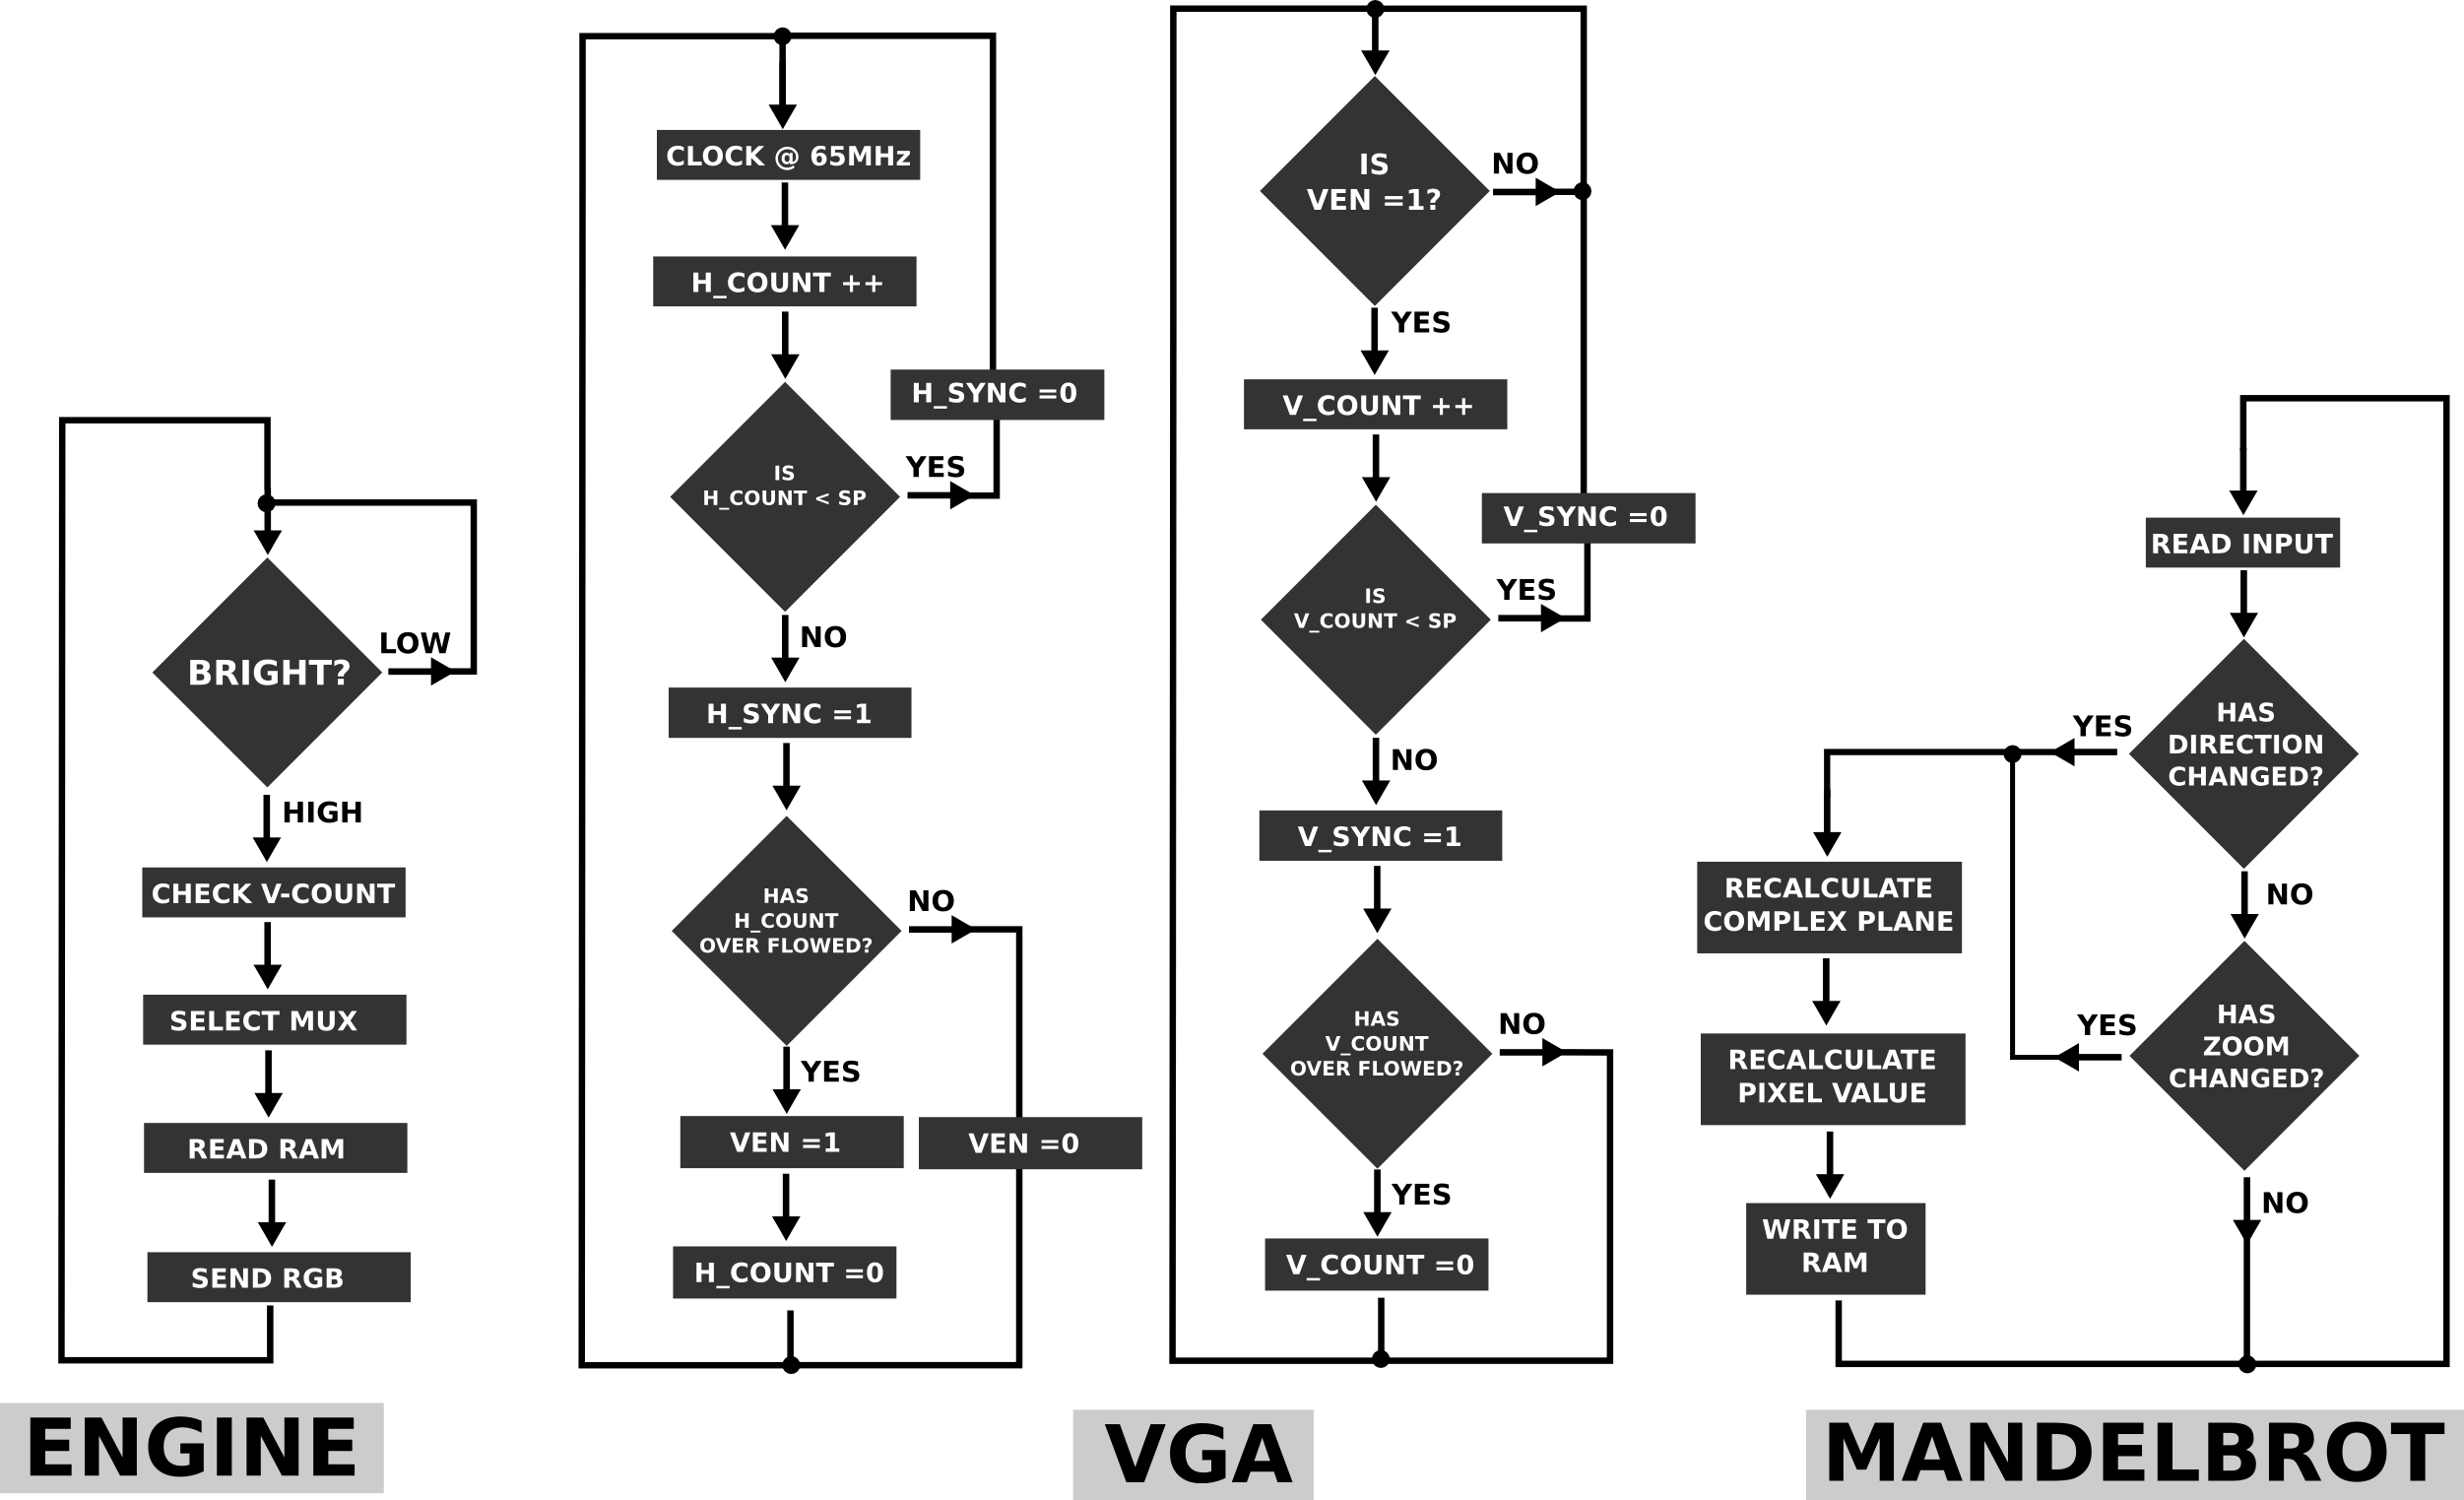 BRIGHT?
LOW
HIGH
CHECK V-COUNT
SELECT MUX
READ RAM
SEND RGB
ENGINE
CLOCK @ 65MHz
H_COUNT ++
IS
H_COUNT < SP
YES
H_SYNC =0
NO
H_SYNC =1
HAS
H_COUNT
OVER FLOWED?
NO
VEN =0
YES
VEN =1
H_COUNT =0
IS
VEN =1?
NO
YES
V_COUNT ++
IS
V_COUNT < SP
YES
V_SYNC =0
NO
V_SYNC =1
HAS
V_COUNT
OVER FLOWED?
NO
YES
V_COUNT =0
VGA
READ INPUT
HAS
DIRECTION
CHANGED?
YES
NO
HAS
ZOOM
CHANGED?
YES
NO
RECALCULATE
COMPLEX PLANE
RECALCULATE
PIXEL VALUE
WRITE TO
RAM
MANDELBROT